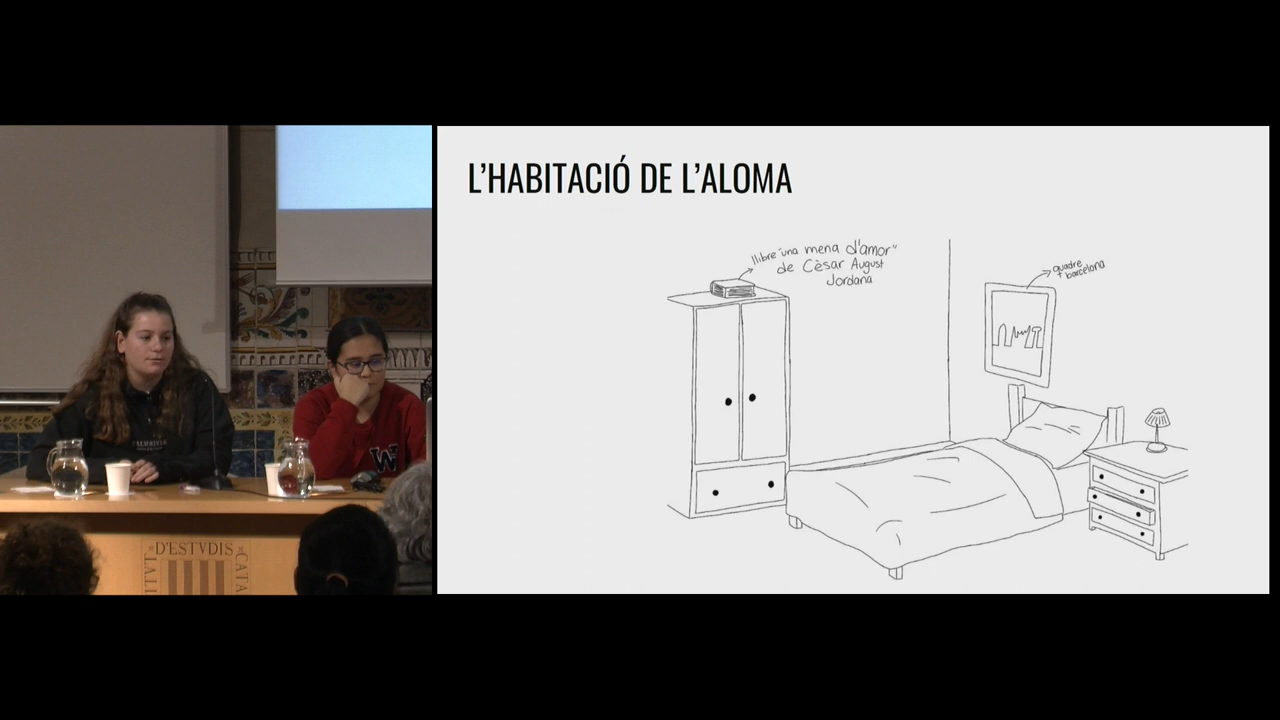 L'HABITACIÓ DE L'ALOMA
llibre "una mena d'amor"
de Cèsar August
Jordana
quadre
+ barcelona
W
D'ESTVDIS
CATA